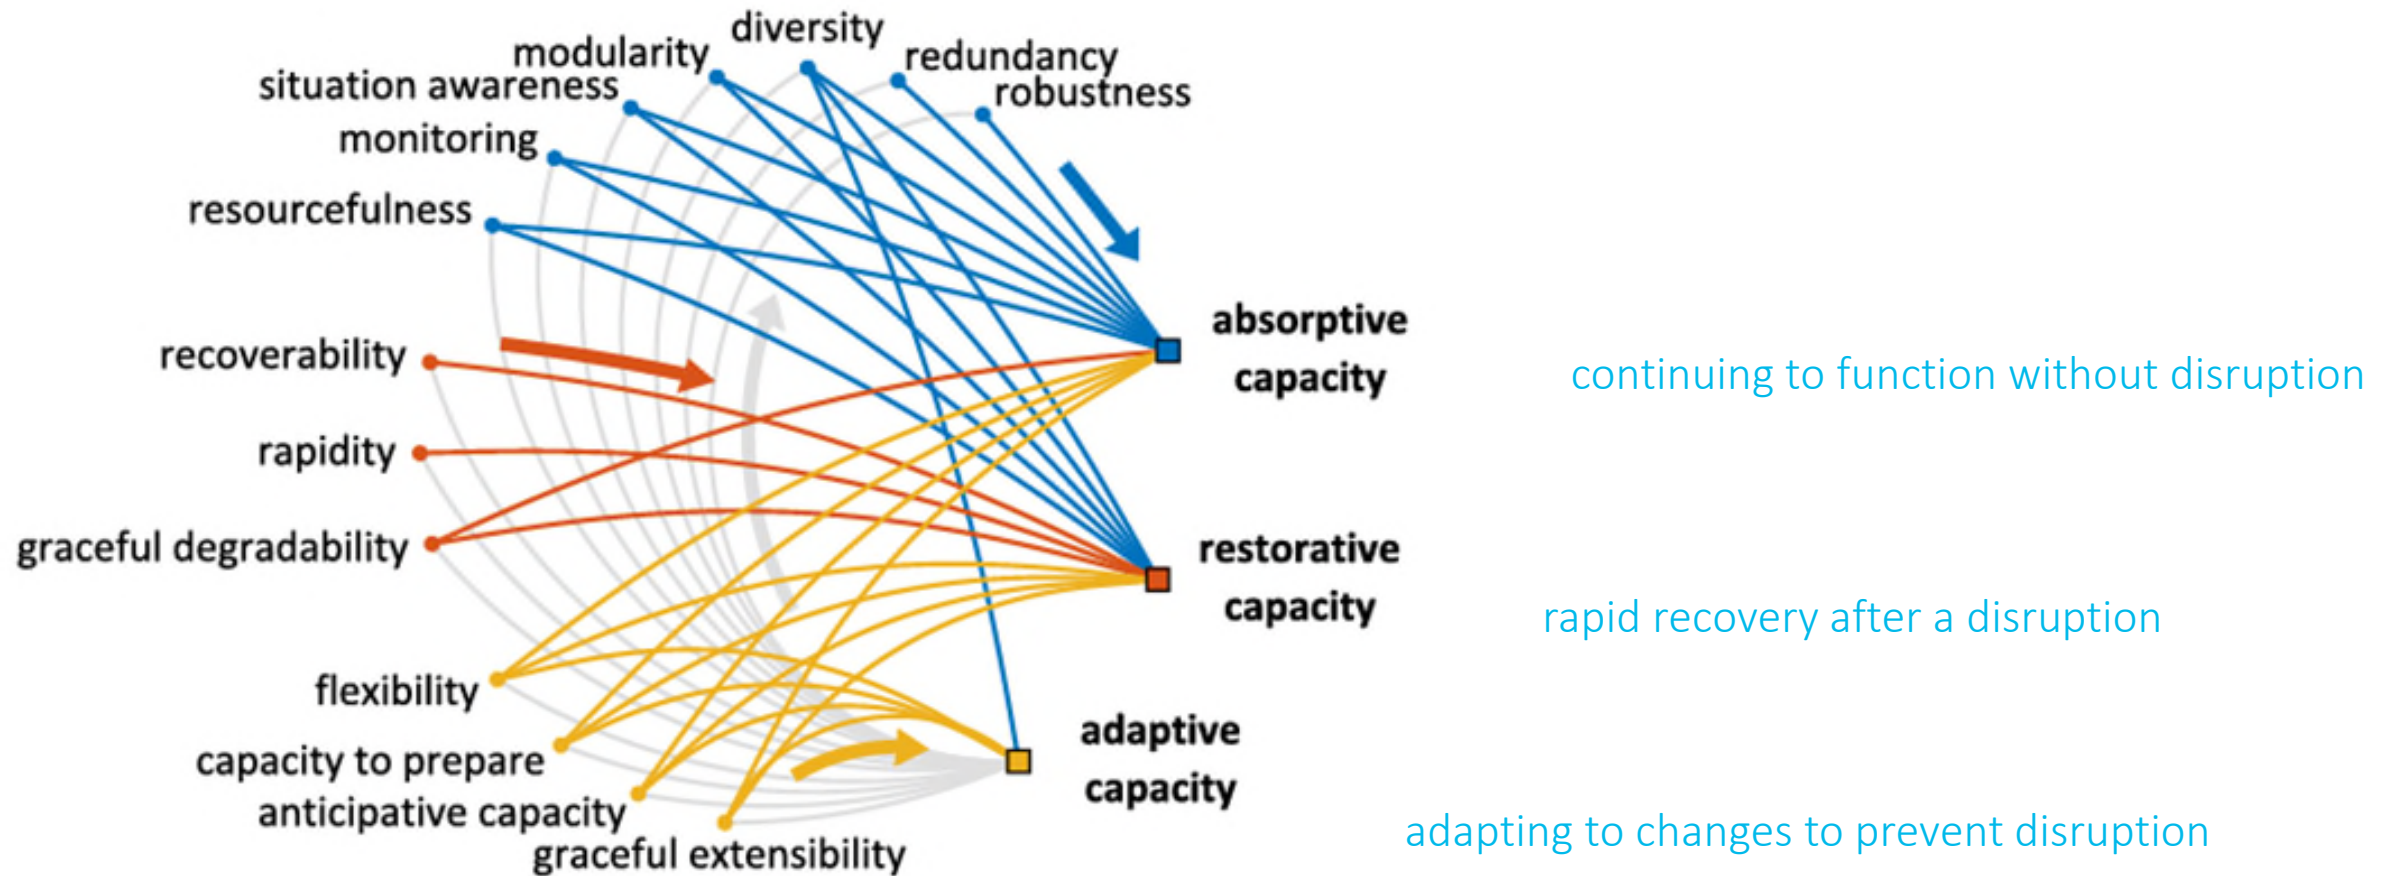 diversity
modularity
redundancy
situation awareness
robustness
monitoring
resourcefulness
recoverability
rapidity
graceful degradability
flexibility
capacity to prepare
anticipative capacity
graceful extensibility
absorptive
capacity
continuing to function without disruption
restorative
capacity
rapid recovery after a disruption
adaptive
capacity
adapting to changes to prevent disruption